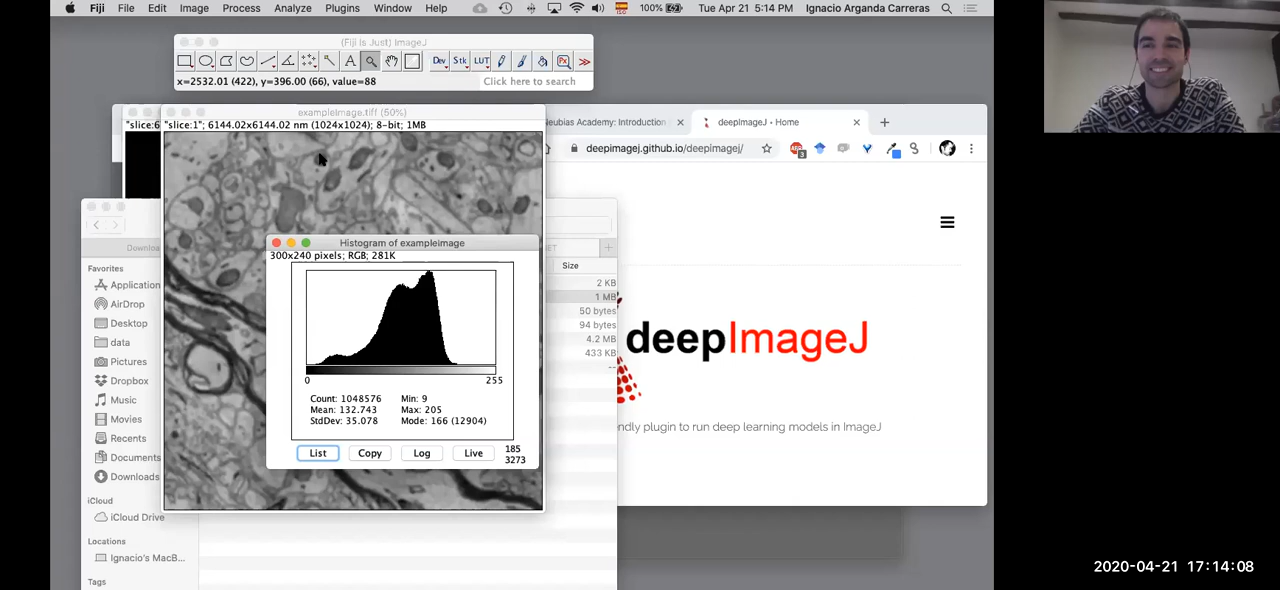 Fiji File Edit Image Process Analyze Plugins Window Help 100% Tue Apr 21 5:14 PM Ignacio Arganda Carreras
(Fiji Is Just) ImageJ
A Dev Stk LUT Px >>
x=2532.01 (422), y=396.00 (66), value=88 Click here to search
exampleImage.tiff (50%)
"slice:6 "slice:1"; 6144.02x6144.02 nm (1024x1024); 8-bit; 1MB
Neubias Academy: Introduction deepImageJ • Home
deepimagej.github.io/deepimagej/
3
Histogram of exampleimage
300x240 pixels; RGB; 281K
0 255
Count: 1048576 Min: 9
Mean: 132.743 Max: 205
StdDev: 35.078 Mode: 166 (12904)
List Copy Log Live 185
3273
Favorites
Application
AirDrop
Desktop
data
Pictures
Dropbox
Music
Movies
Recents
Documents
Downloads
iCloud
iCloud Drive
Locations
Ignacio's MacB...
Tags
Size
2 KB
1 MB
50 bytes
94 bytes
4.2 MB
433 KB
--
deepImageJ
endly plugin to run deep learning models in ImageJ
2020-04-21 17:14:08